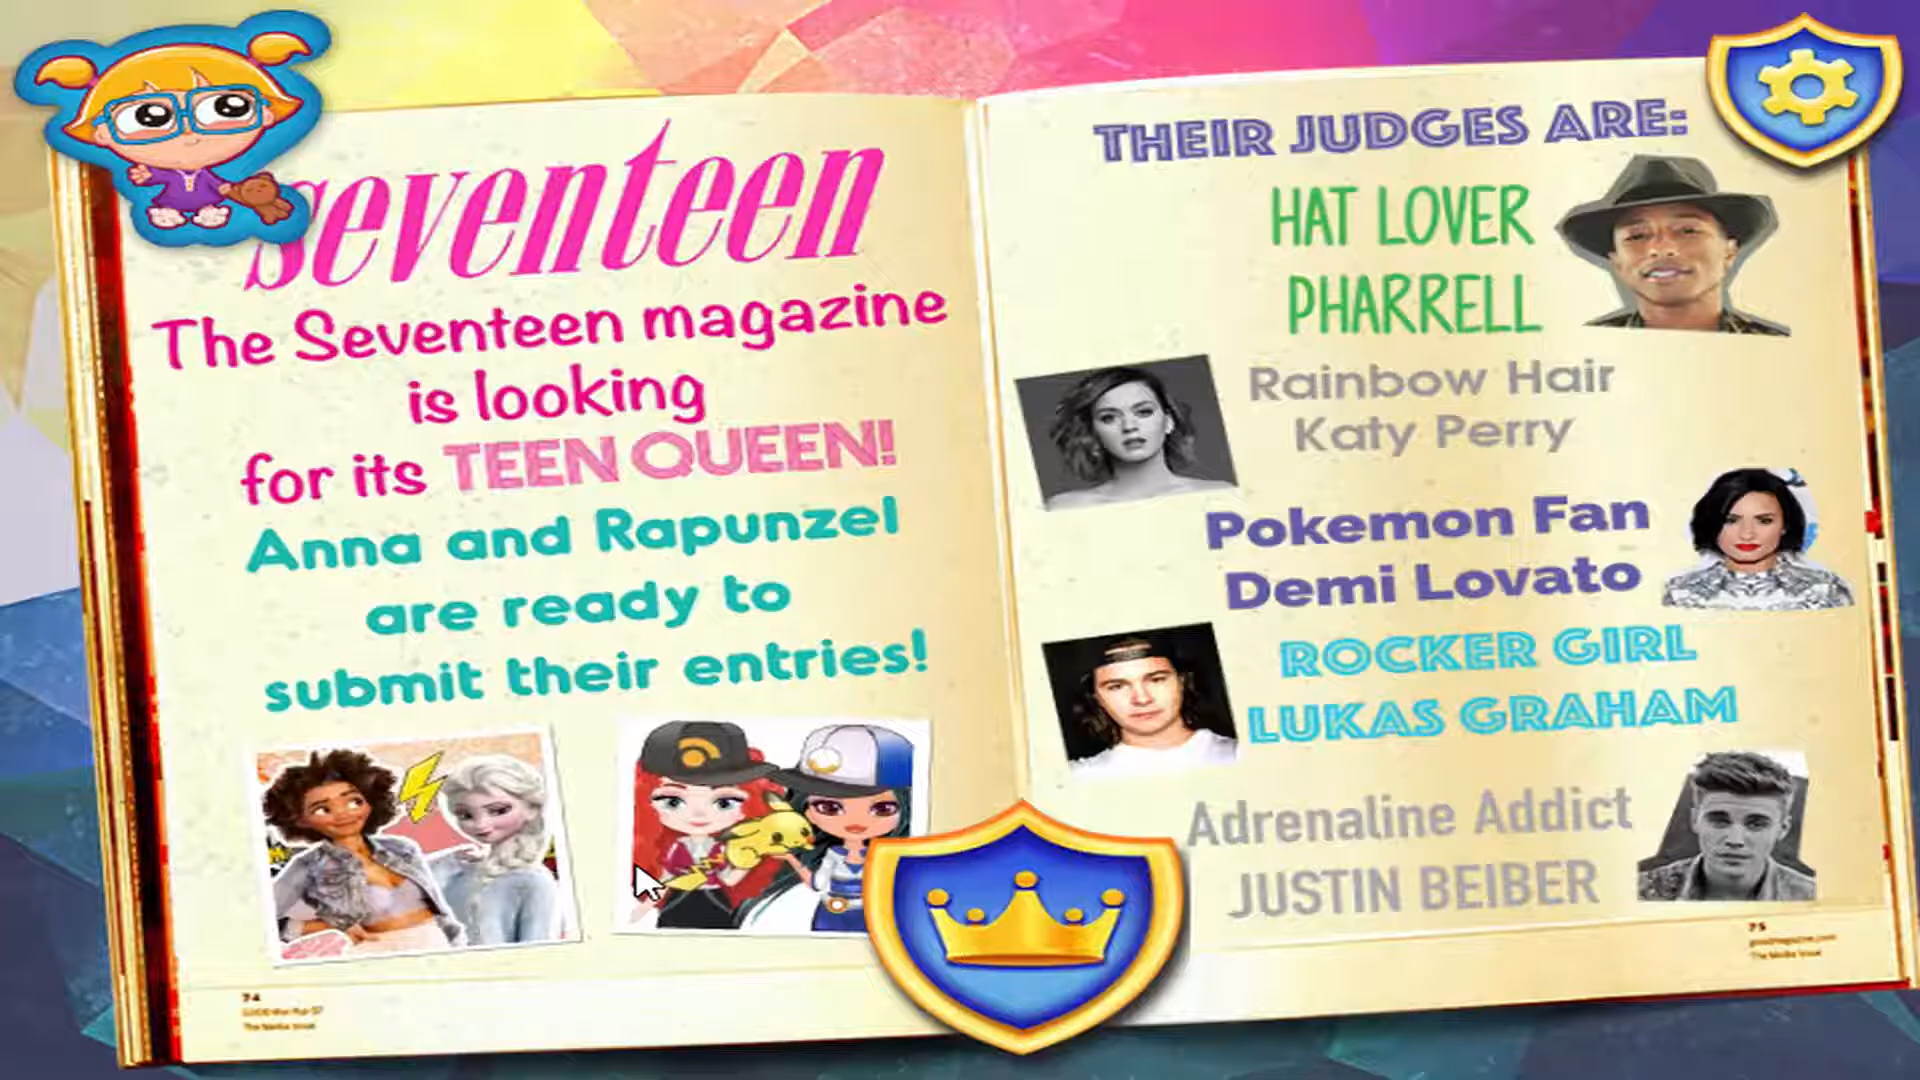 seventeen
The Seventeen magazine
is looking
for its TEEN QUEEN!
Anna and Rapunzel
are ready to
submit their entries!
74
THEIR JUDGES ARE:
HAT LOVER
PHARRELL
Rainbow Hair
Katy Perry
Pokemon Fan
Demi Lovato
ROCKER GIRL
LUKAS GRAHAM
Adrenaline Addict
JUSTIN BEIBER
75